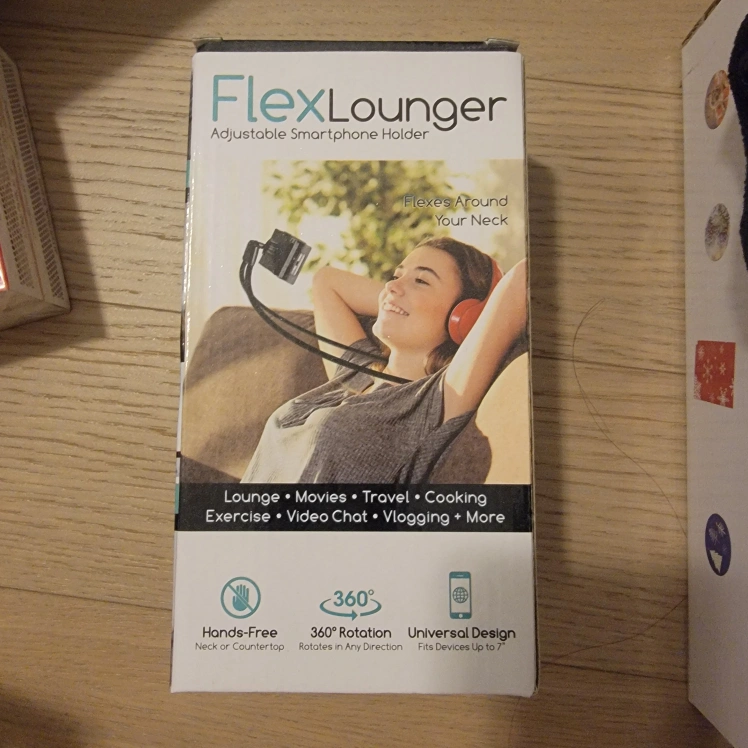 FlexLounger
Adjustable Smartphone Holder
Flexes Around
Your Neck
Lounge • Movies • Travel • Cooking
Exercise • Video Chat • Vlogging + More
360°
Hands-Free
Neck or Countertop
360° Rotation
Rotates in Any Direction
Universal Design
Fits Devices Up to 7"